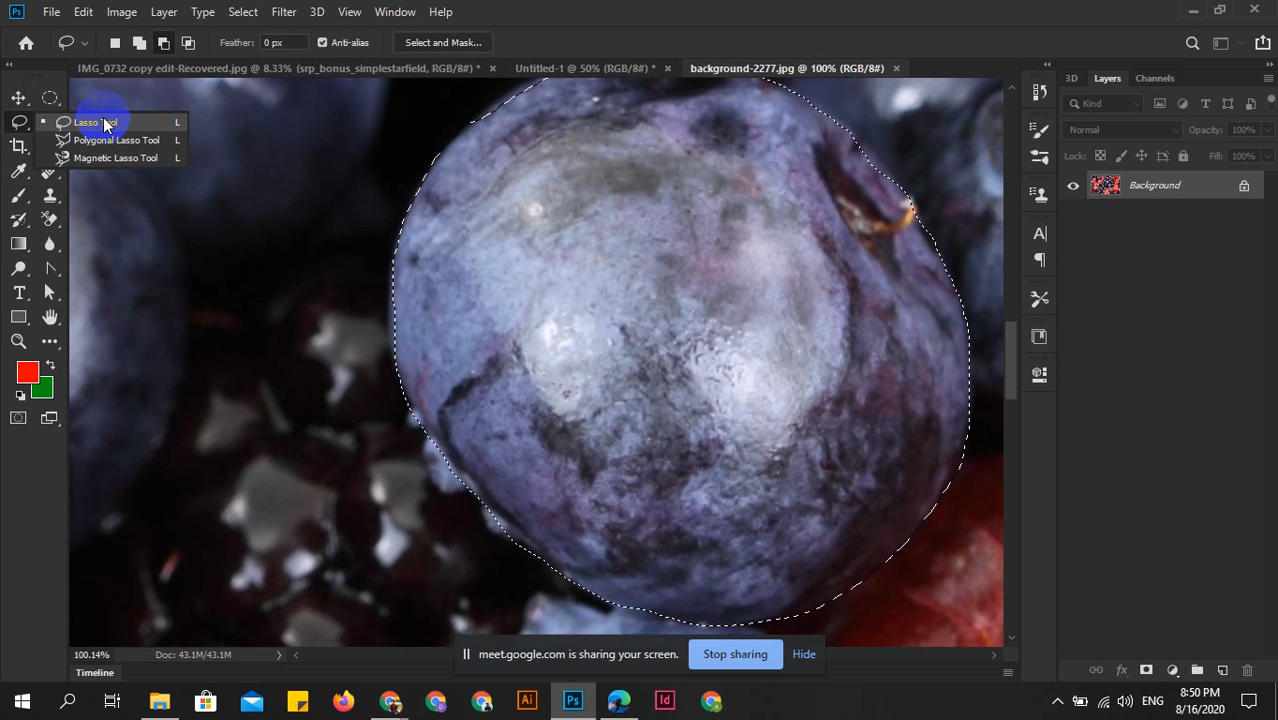 Ps File Edit Image Layer Type Select Filter 3D View Window Help
Feather: 0 px Anti-alias Select and Mask...
IMG_0732 copy edit-Recovered.jpg @ 8.33% (srp_bonus_simplestarfield, RGB/8#) * Untitled-1 @ 50% (RGB/8#) * background-2277.jpg @ 100% (RGB/8#)
3D Layers Channels
Kind
Lasso Tool L
Normal Opacity: 100%
Polygonal Lasso Tool L
Lock: Fill: 100%
Magnetic Lasso Tool L
Background
100.14% Doc: 43.1M/43.1M
meet.google.com is sharing your screen. Stop sharing Hide
Timeline
Ai Ps Id ENG 8:50 PM
8/16/2020